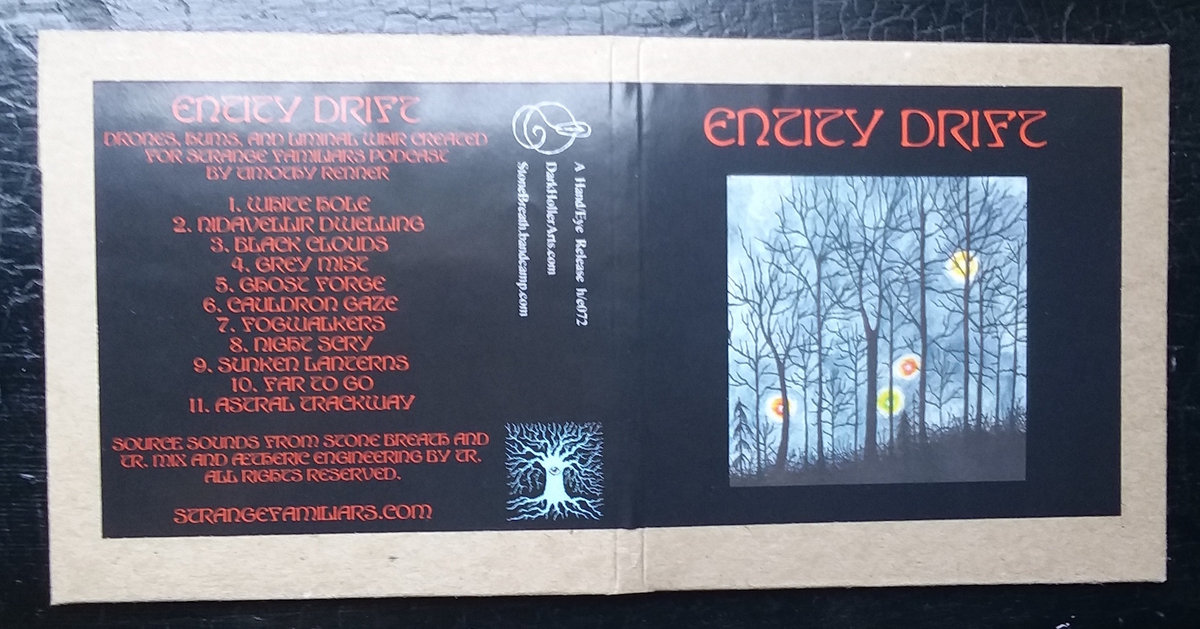 ENTITY DRIFT
DRONES, HUMS, AND LIMINAL WHIR CREATED
FOR STRANGE FAMILIARS PODCAST
BY TIMOTHY RENNER
1. WHITE HOLE
2. NIDAVELLIR DWELLING
3. BLACK CLOUDS
4. GREY MIST
5. GHOST FORGE
6. CAULDRON GAZE
7. FOGWALKERS
8. NIGHT SCRY
9. SUNKEN LANTERNS
10. FAR TO GO
11. ASTRAL TRACKWAY
SOURCE SOUNDS FROM STONE BREATH AND
TR. MIX AND ÆTHERIC ENGINEERING BY TR.
ALL RIGHTS RESERVED.
STRANGEFAMILIARS.COM
A Hand/Eye Release h/e072
DarkHollerArts.com
StoneBreath.bandcamp.com
ENTITY DRIFT